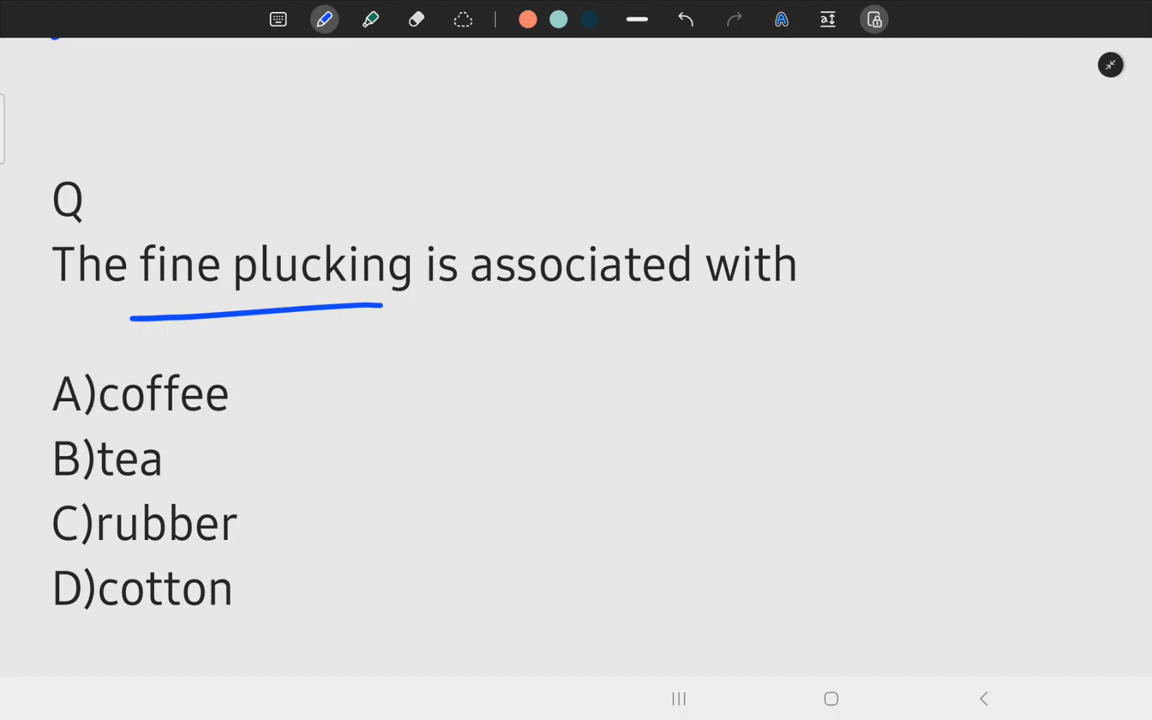 Q
The fine plucking is associated with
A)coffee
B)tea
C)rubber
D)cotton